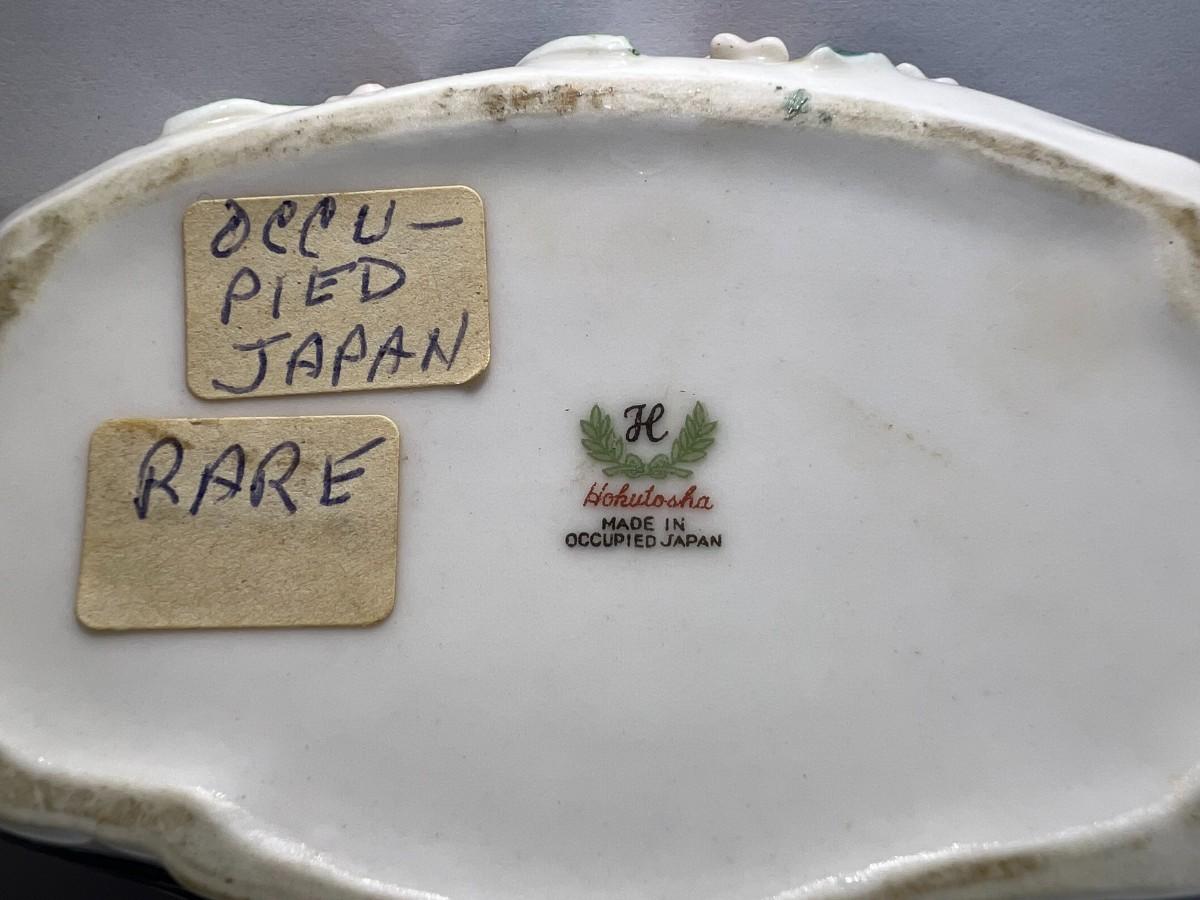 OCCU-
PIED
JAPAN
RARE
H
Hokutosha
MADE IN
OCCUPIED JAPAN